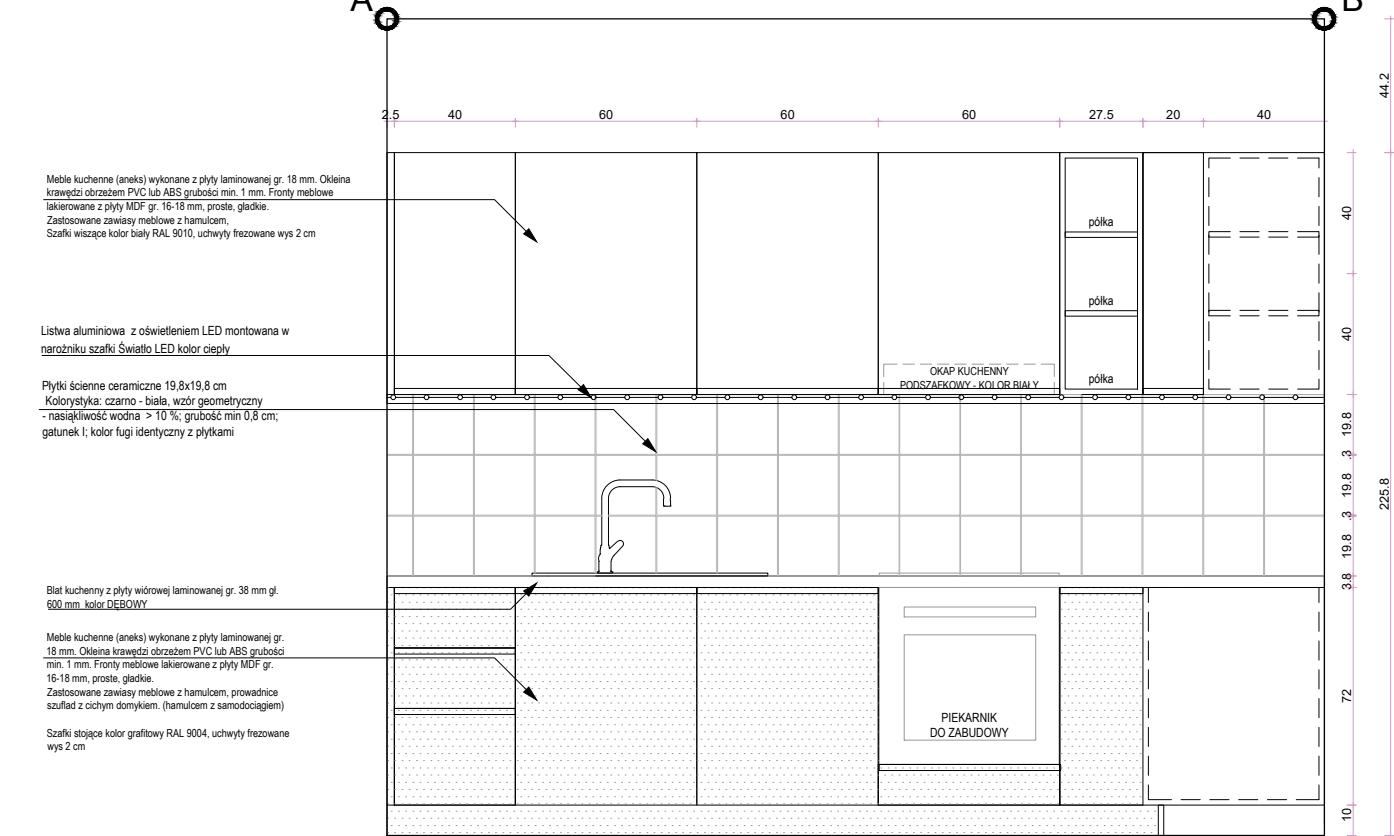 A
B
44.2
2.5
40
60
60
60
27.5
20
40
Meble kuchenne (aneks) wykonane z płyty laminowanej gr. 18 mm. Okleina
krawędzi obrzeżem PVC lub ABS grubości min. 1 mm. Fronty meblowe
lakierowane z płyty MDF gr. 16-18 mm, proste, gładkie.
Zastosowane zawiasy meblowe z hamulcem,
Szafki wiszące kolor biały RAL 9010, uchwyty frezowane wys 2 cm
półka
40
półka
Listwa aluminiowa z oświetleniem LED montowana w
narożniku szafki Światło LED kolor ciepły
40
OKAP KUCHENNY
PODSZAFKOWY - KOLOR BIAŁY
półka
Płytki ścienne ceramiczne 19,8x19,8 cm
Kolorystyka: czarno - biała, wzór geometryczny
- nasiąkliwość wodna > 10 %; grubość min 0,8 cm;
gatunek I; kolor fugi identyczny z płytkami
19.8
.3
19.8
.3
19.8
3.8
225.8
Blat kuchenny z płyty wiórowej laminowanej gr. 38 mm gł.
600 mm kolor DĘBOWY
Meble kuchenne (aneks) wykonane z płyty laminowanej gr.
18 mm. Okleina krawędzi obrzeżem PVC lub ABS grubości
min. 1 mm. Fronty meblowe lakierowane z płyty MDF gr.
16-18 mm, proste, gładkie.
Zastosowane zawiasy meblowe z hamulcem, prowadnice
szuflad z cichym domykiem. (hamulcem z samodociągiem)
Szafki stojące kolor grafitowy RAL 9004, uchwyty frezowane
wys 2 cm
PIEKARNIK
DO ZABUDOWY
72
10